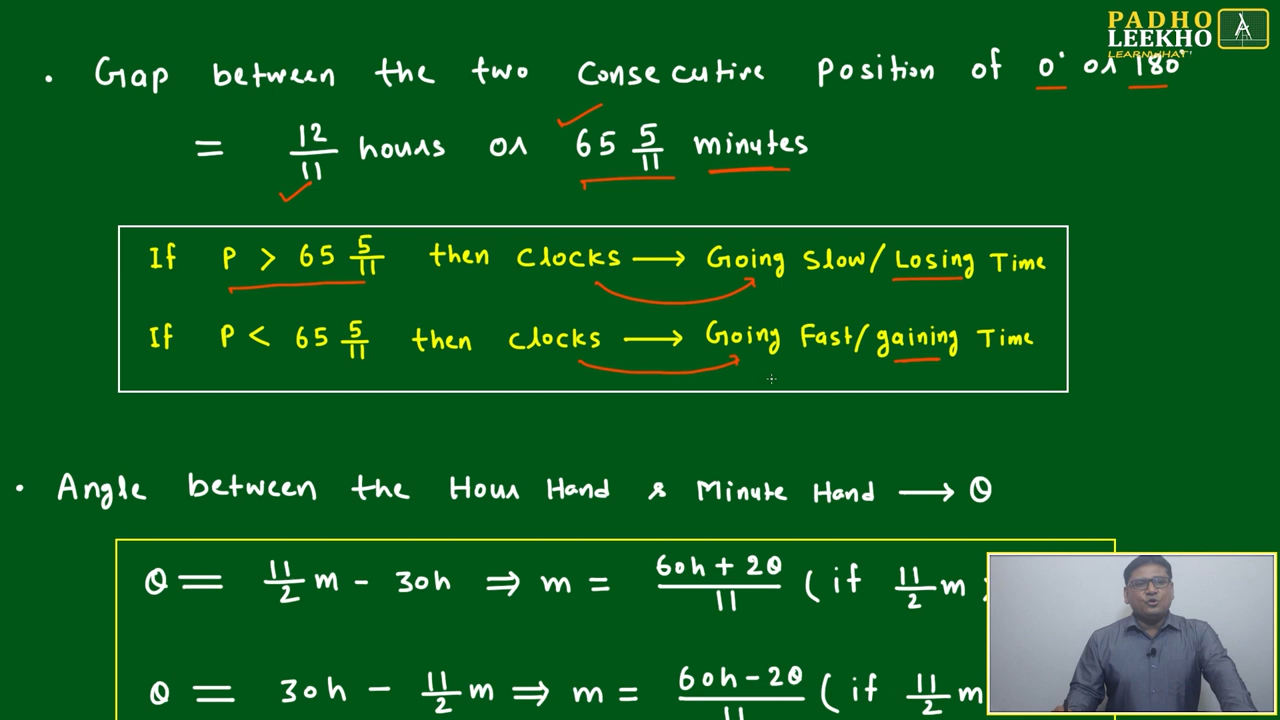 PADHO
LEEKHO
LEARNWHAT
• Gap between the two Consecutive Position of 0° or 180°
= 12/11 hours or 65 5/11 minutes
If P > 65 5/11 then Clocks → Going Slow/Losing Time
If P < 65 5/11 then Clocks → Going Fast/gaining Time
• Angle between the Hour Hand & Minute Hand → θ
θ = 11/2 m - 30h ⇒ m = 60h + 2θ/11 (if 11/2 m
θ = 30h - 11/2 m ⇒ m = 60h - 2θ/11 (if 11/2 m